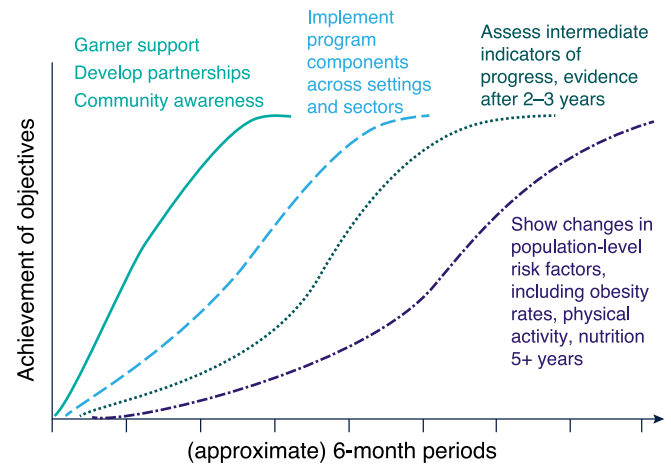 Garner support
Develop partnerships
Community awareness
Implement
program
components
across settings
and sectors
Assess intermediate
indicators of
progress, evidence
after 2–3 years
Show changes in
population-level
risk factors,
including obesity
rates, physical
activity, nutrition
5+ years
Achievement of objectives
(approximate) 6-month periods